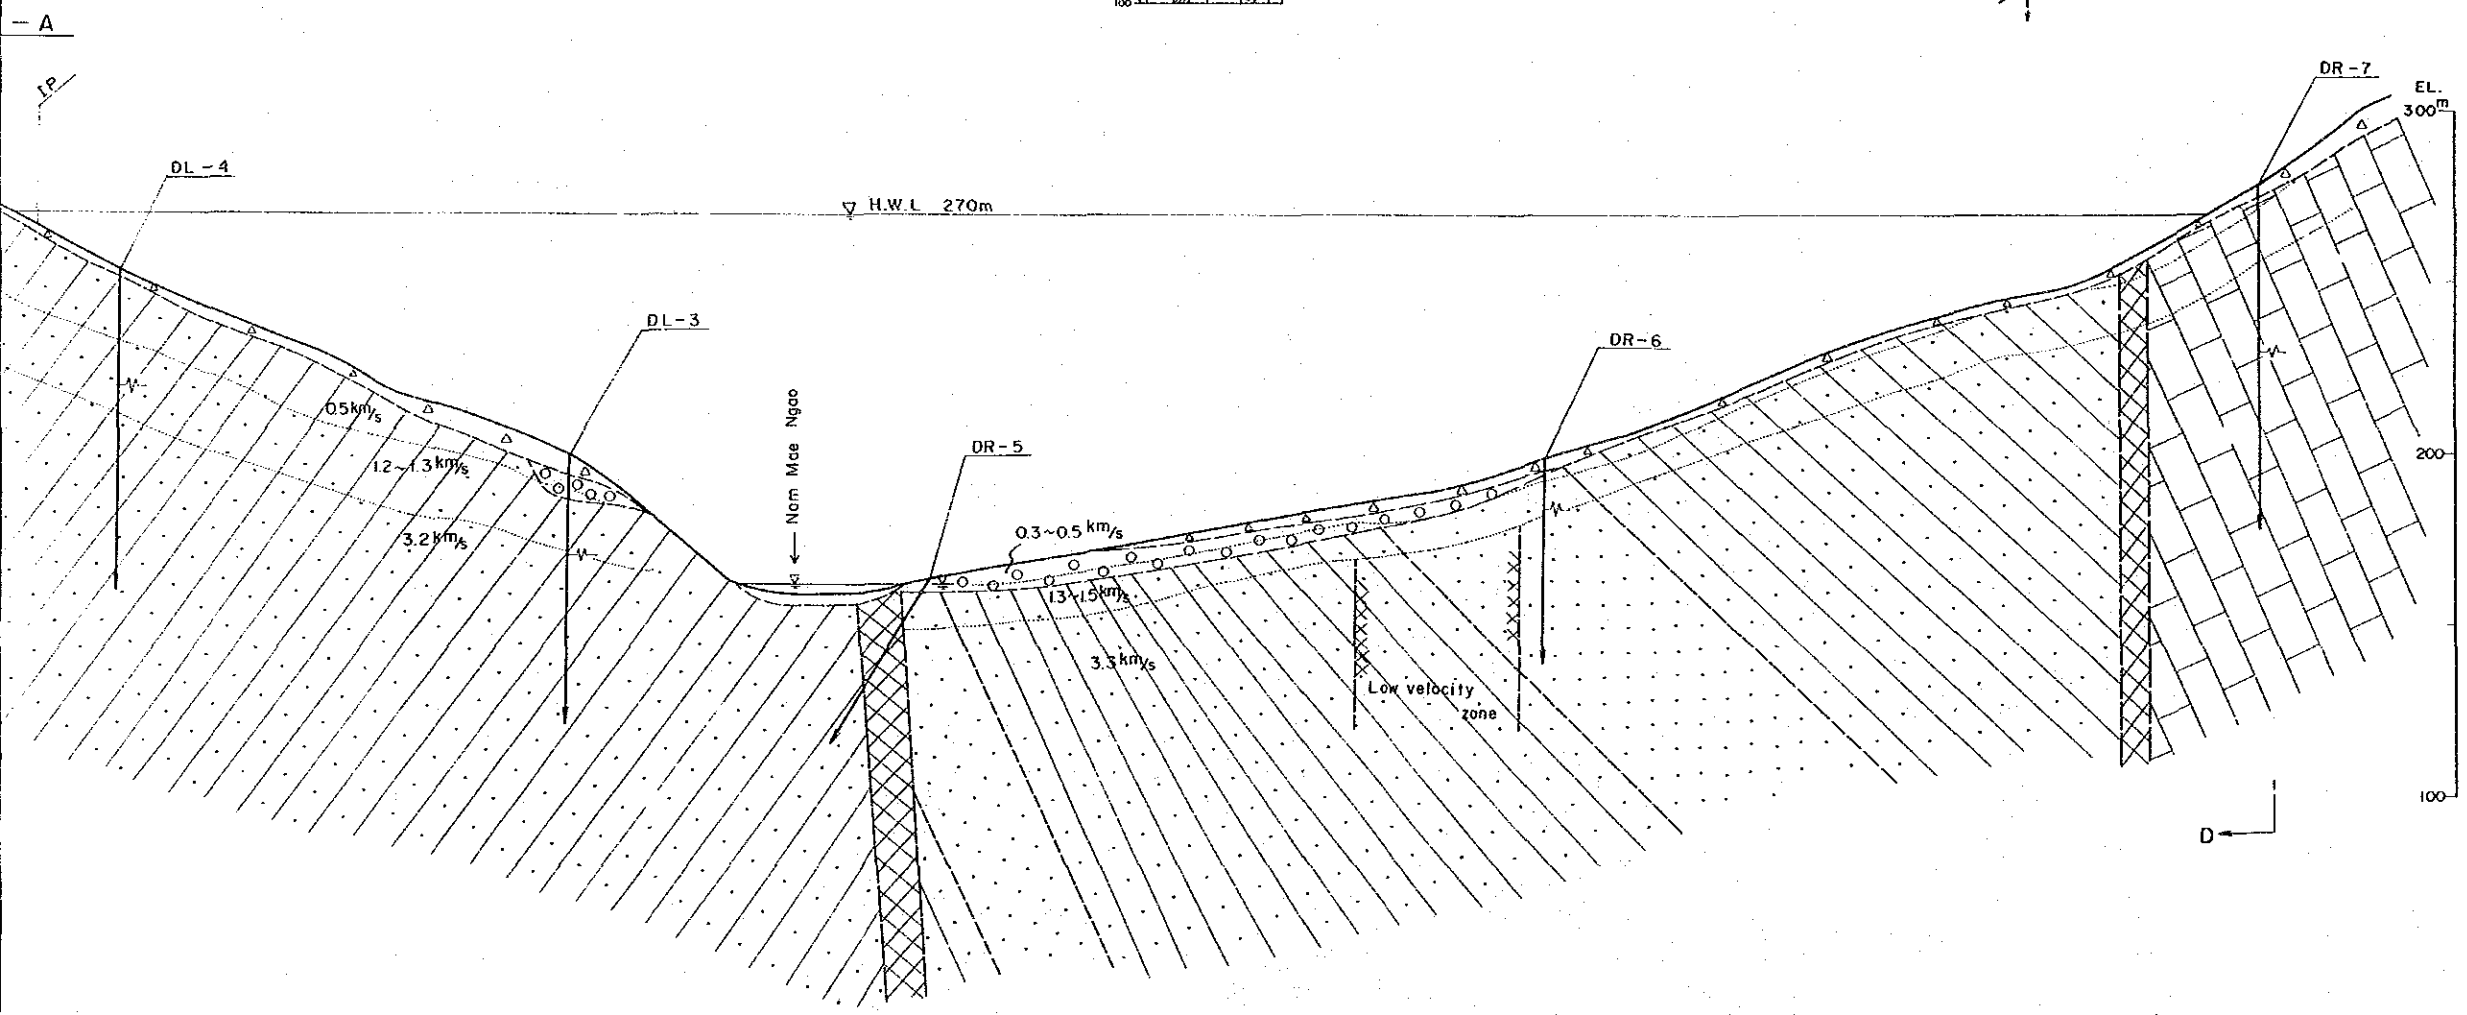 100
- A
IP
DR-7
EL.
300m
DL-4
H.W.L 270m
DL-3
DR-6
0.5km/s
Nam Mae Ngao
DR-5
200
1.2~1.3km/s
0.3~0.5km/s
3.2km/s
1.3~1.5km/s
3.3km/s
Low velocity
zone
100
D